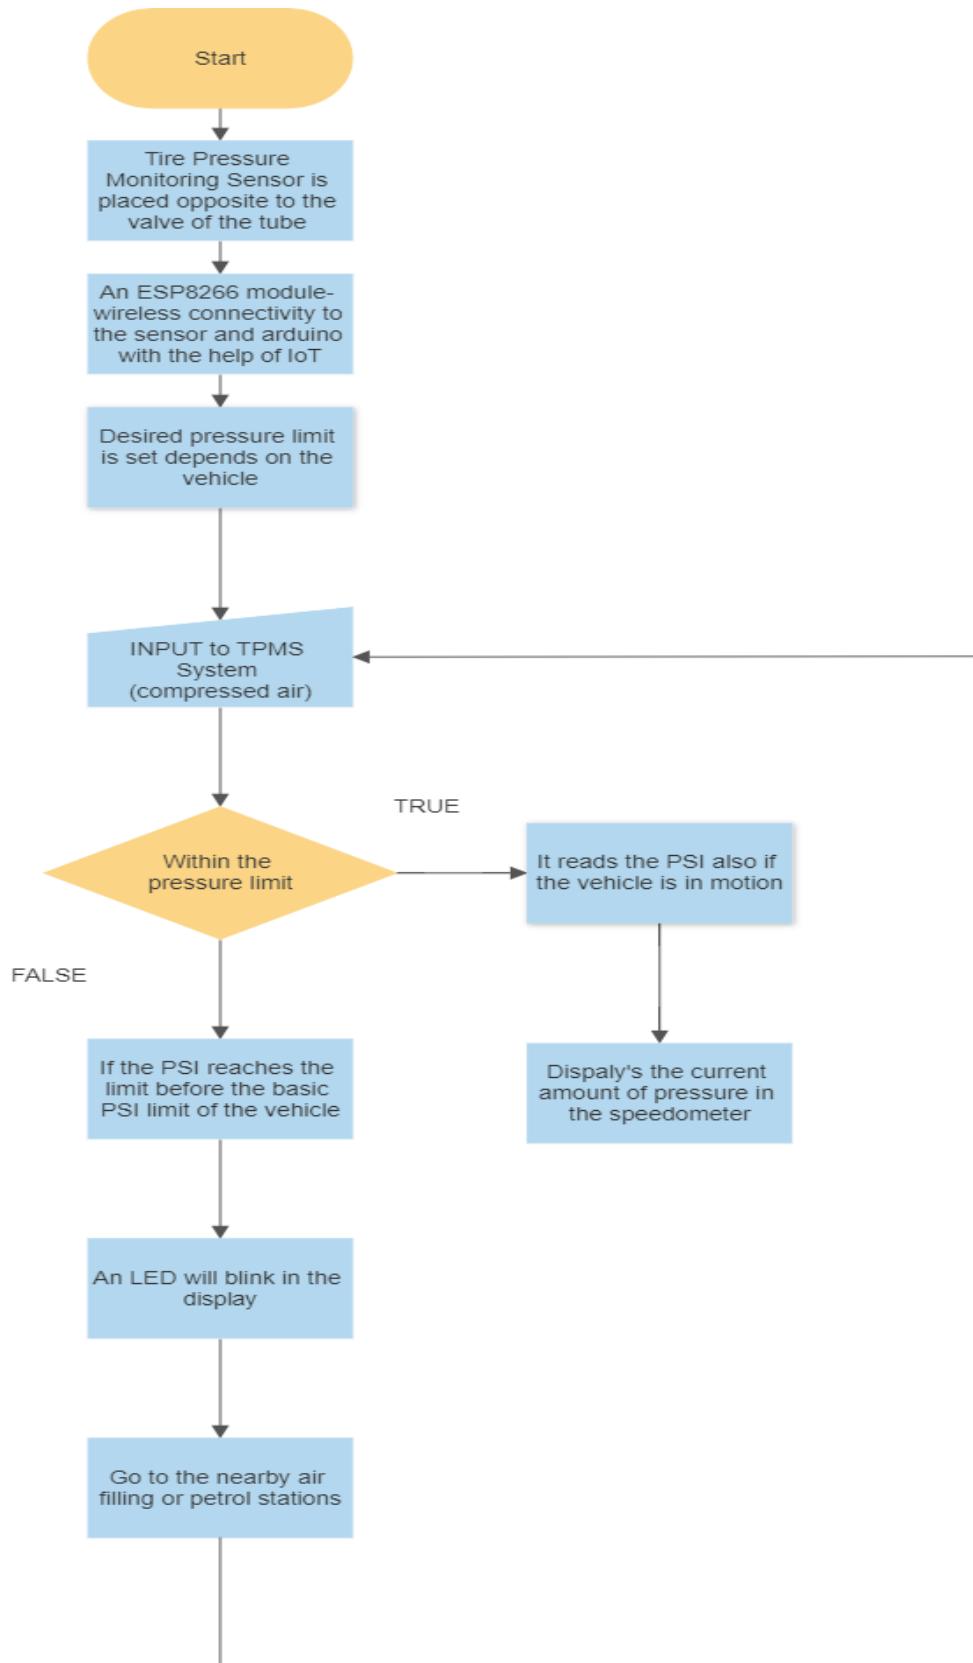 Start
Tire Pressure
Monitoring Sensor is
placed opposite to the
valve of the tube
An ESP8266 module-
wireless connectivity to
the sensor and arduino
with the help of IoT
Desired pressure limit
is set depends on the
vehicle
INPUT to TPMS
System
(compressed air)
TRUE
Within the
pressure limit
It reads the PSI also if
the vehicle is in motion
FALSE
If the PSI reaches the
limit before the basic
PSI limit of the vehicle
Dispaly's the current
amount of pressure in
the speedometer
An LED will blink in the
display
Go to the nearby air
filling or petrol stations